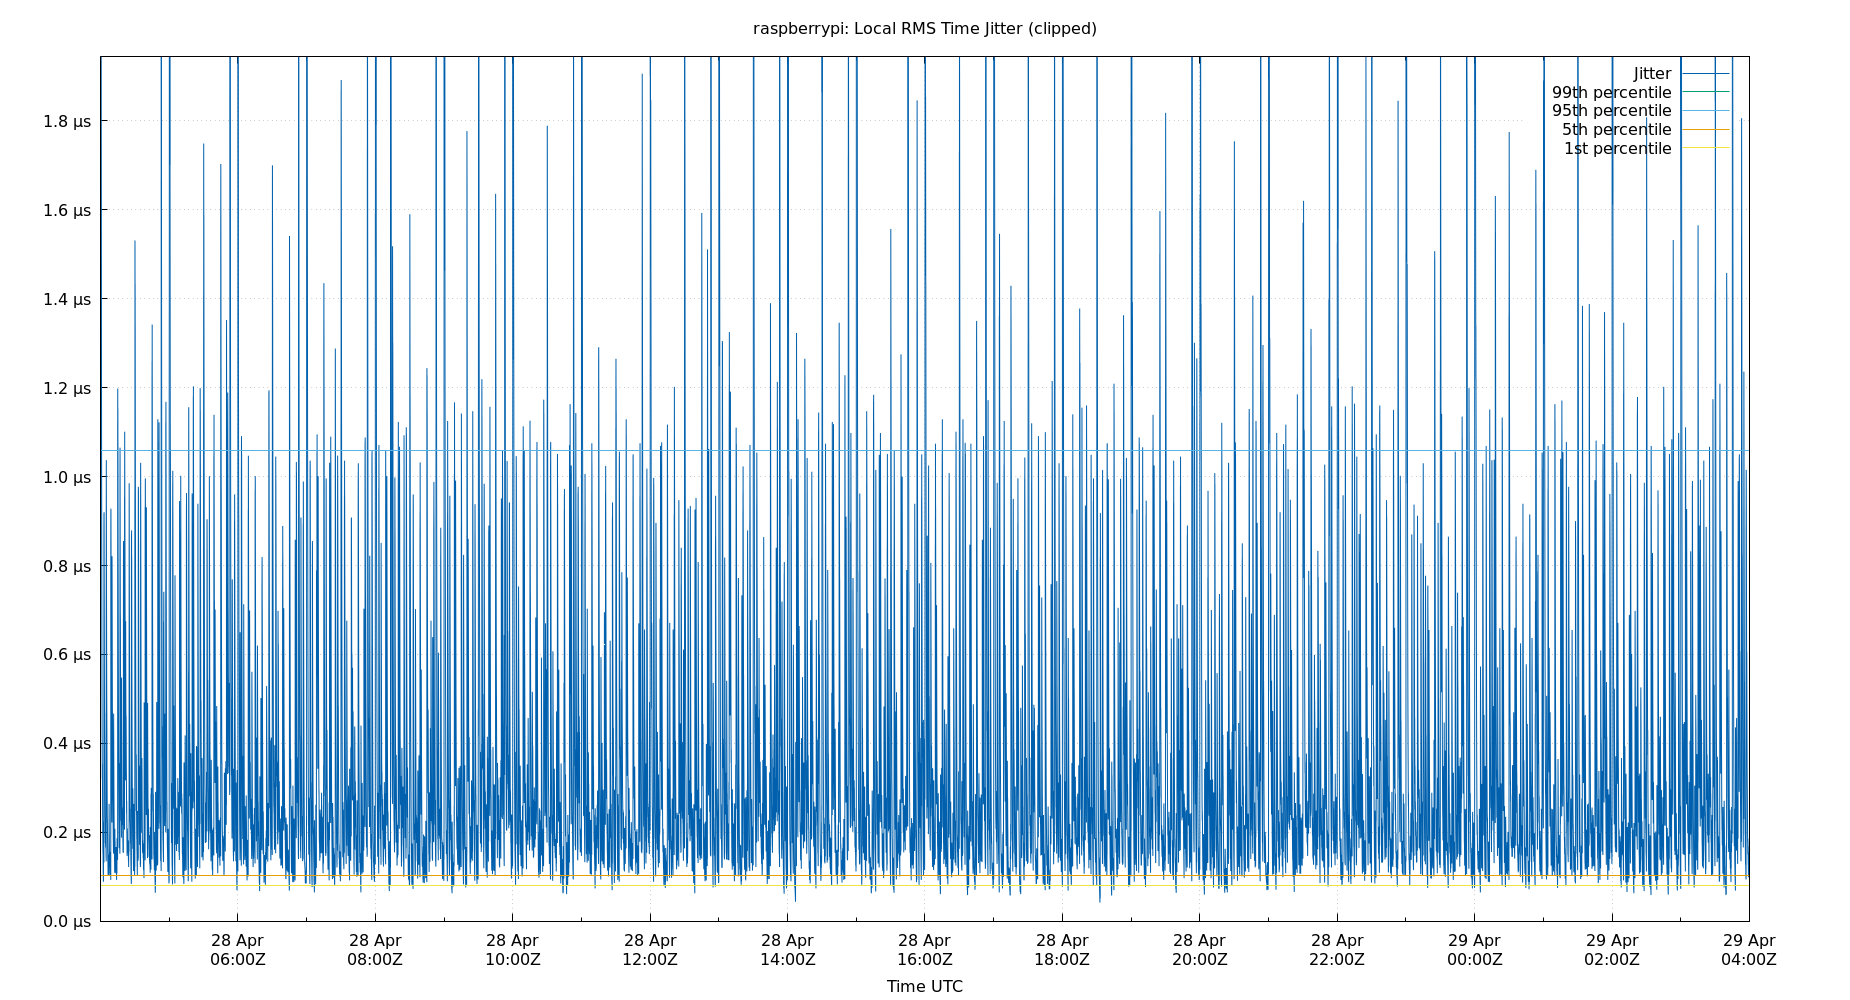 raspberrypi: Local RMS Time Jitter (clipped)
Jitter
99th percentile
95th percentile
5th percentile
1st percentile
1.8 µs
1.6 µs
1.4 µs
1.2 µs
1.0 µs
0.8 µs
0.6 µs
0.4 µs
0.2 µs
0.0 µs
28 Apr 28 Apr 28 Apr 28 Apr 28 Apr 28 Apr 28 Apr 28 Apr 28 Apr 29 Apr 29 Apr 29 Apr
06:00Z 08:00Z 10:00Z 12:00Z 14:00Z 16:00Z 18:00Z 20:00Z 22:00Z 00:00Z 02:00Z 04:00Z
Time UTC